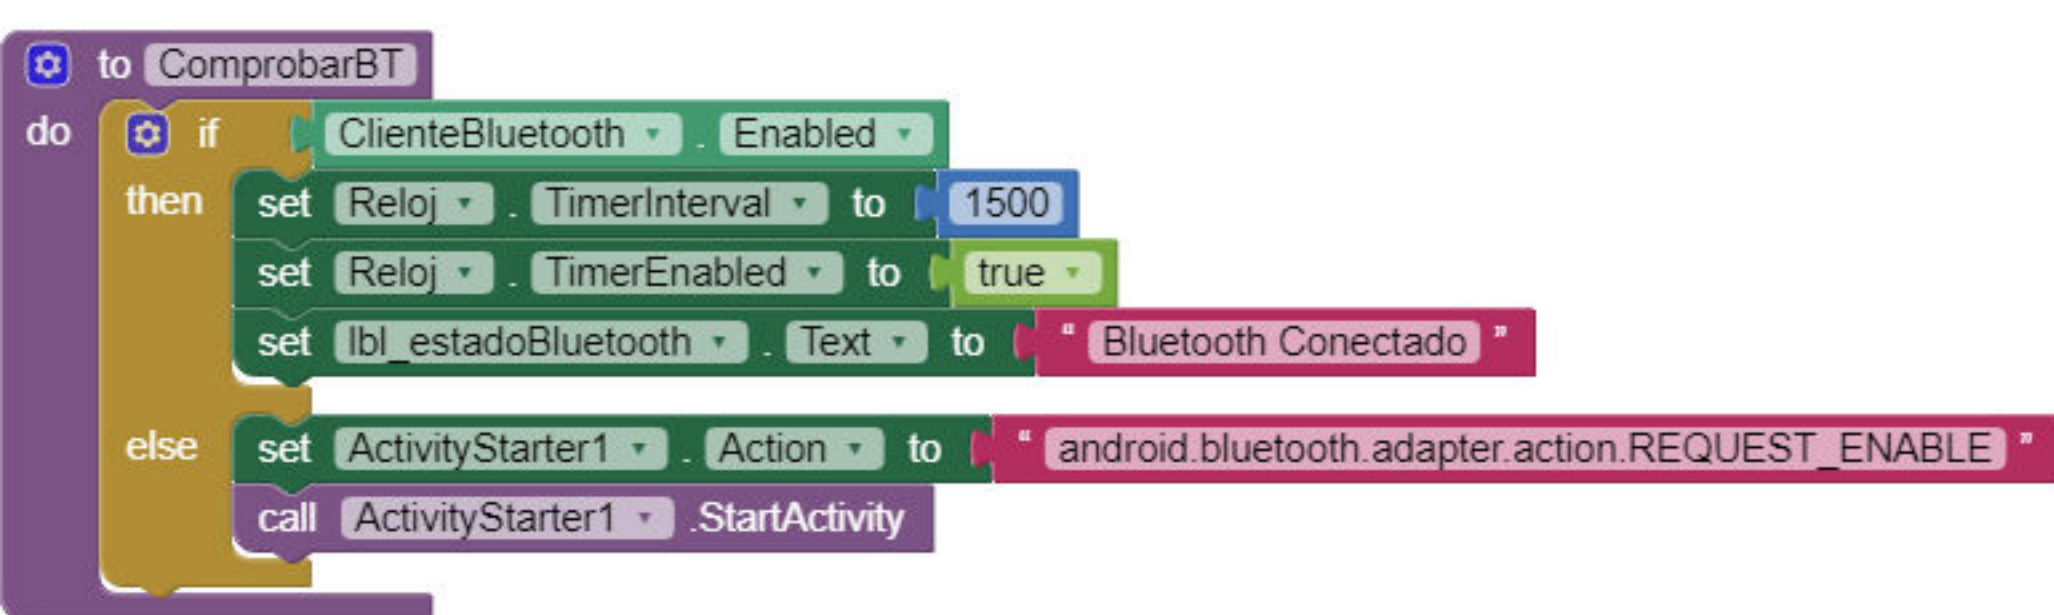 to ComprobarBT
do if ClienteBluetooth . Enabled
then set Reloj . TimerInterval to 1500
set Reloj . TimerEnabled to true
set lbl_estadoBluetooth . Text to “ Bluetooth Conectado ”
else set ActivityStarter1 . Action to “ android.bluetooth.adapter.action.REQUEST_ENABLE ”
call ActivityStarter1 .StartActivity